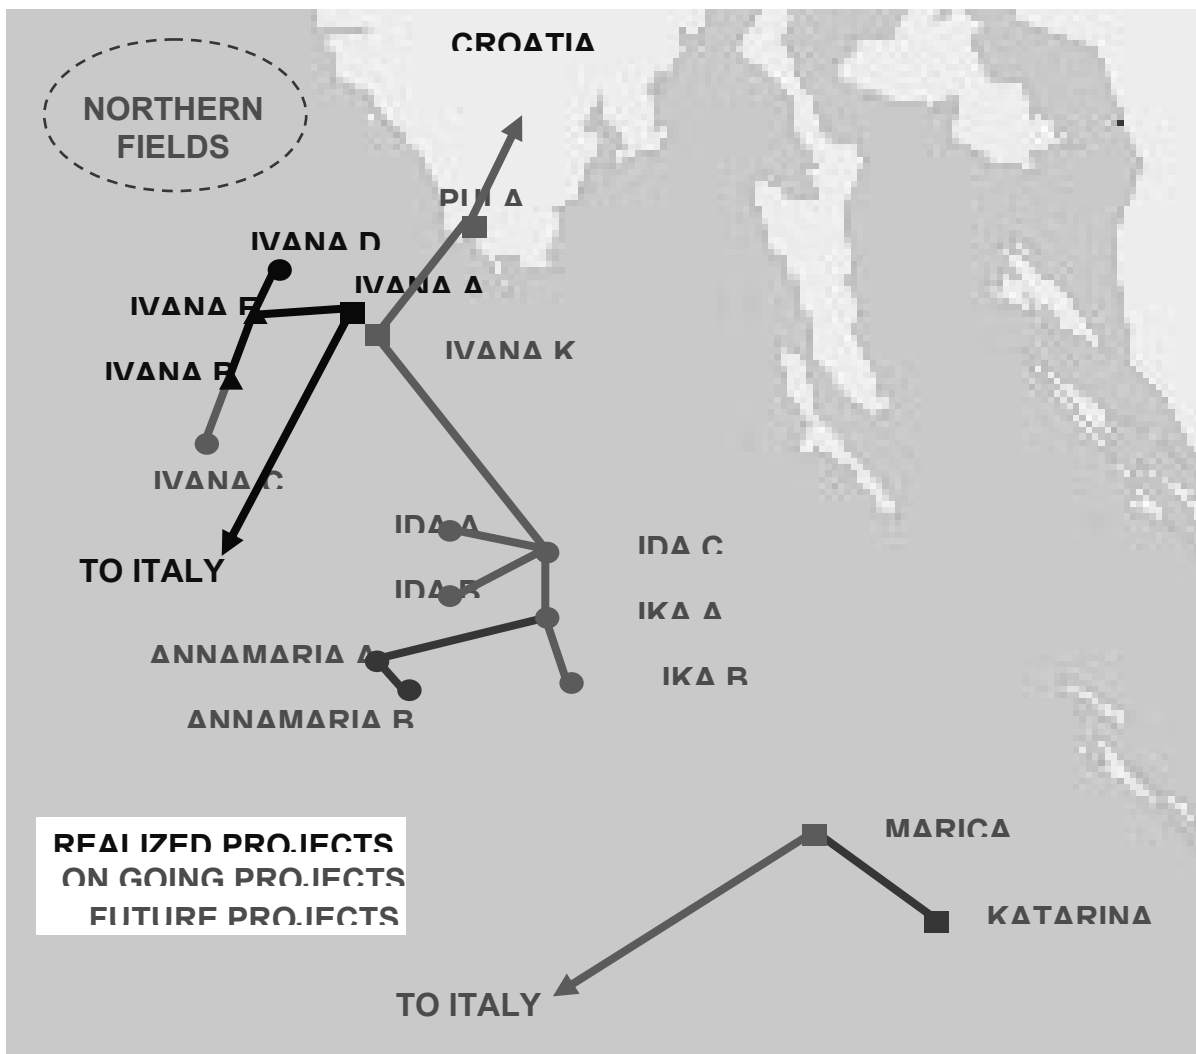 CROATIA
NORTHERN
FIELDS
PULA
IVANA D
IVANA A
IVANA E
IVANA K
IVANA B
IVANA C
IDA A
IDA C
TO ITALY
IDA B
IKA A
ANNAMARIA A
IKA B
ANNAMARIA B
MARICA
REALIZED PROJECTS
ON GOING PROJECTS
FUTURE PROJECTS
KATARINA
TO ITALY